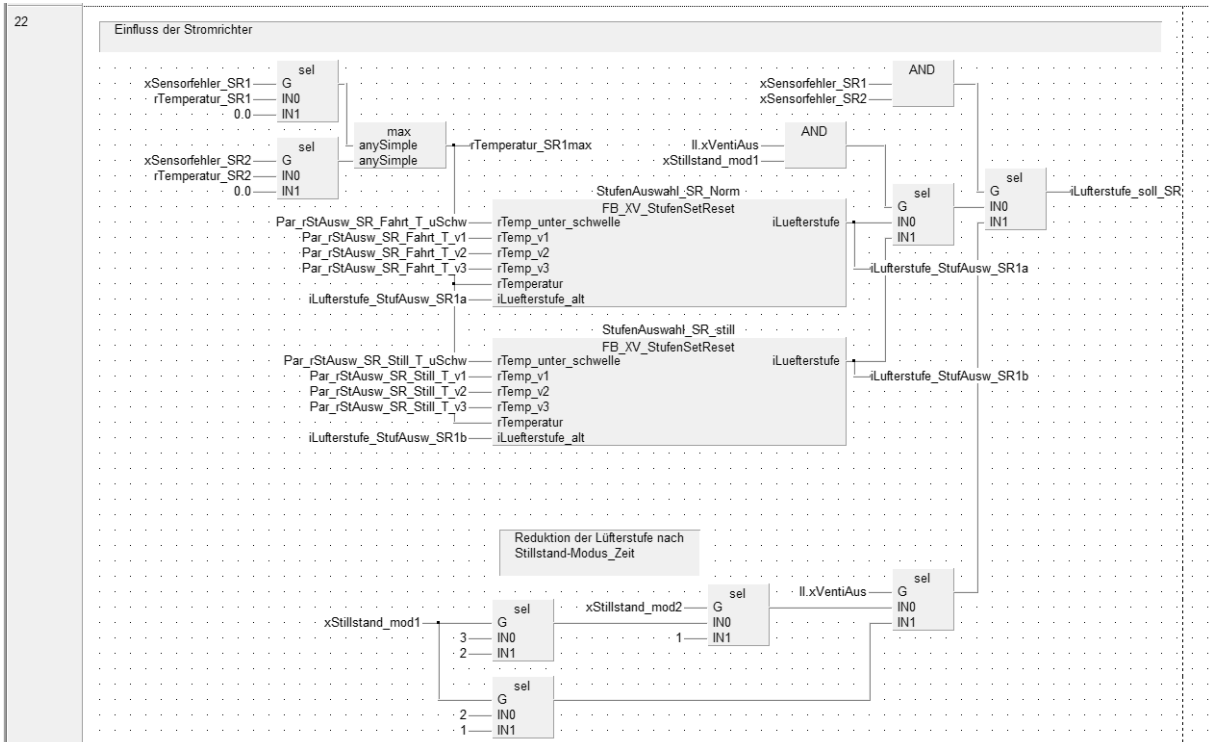 22
Einfluss der Stromrichter
sel
xSensorfehler_SR1 G
rTemperatur_SR1 IN0
0.0 IN1
sel
xSensorfehler_SR2 G
rTemperatur_SR2 IN0
0.0 IN1
max
anySimple
anySimple
rTemperatur_SR1max
AND
xSensorfehler_SR1
xSensorfehler_SR2
AND
II.xVentiAus
xStillstand_mod1
sel
G
IN0
IN1
sel
G
IN0
IN1
iLufterstufe_soll_SR
StufenAuswahl_SR_Norm
FB_XV_StufenSetReset
Par_rStAusw_SR_Fahrt_T_uSchw rTemp_unter_schwelle iLuefterstufe
Par_rStAusw_SR_Fahrt_T_v1 rTemp_v1
Par_rStAusw_SR_Fahrt_T_v2 rTemp_v2
Par_rStAusw_SR_Fahrt_T_v3 rTemp_v3
rTemperatur
iLufterstufe_StufAusw_SR1a iLuefterstufe_alt
iLufterstufe_StufAusw_SR1a
StufenAuswahl_SR_still
FB_XV_StufenSetReset
Par_rStAusw_SR_Still_T_uSchw rTemp_unter_schwelle iLuefterstufe
Par_rStAusw_SR_Still_T_v1 rTemp_v1
Par_rStAusw_SR_Still_T_v2 rTemp_v2
Par_rStAusw_SR_Still_T_v3 rTemp_v3
rTemperatur
iLufterstufe_StufAusw_SR1b iLuefterstufe_alt
iLufterstufe_StufAusw_SR1b
Reduktion der Lüfterstufe nach
Stillstand-Modus_Zeit
sel
xStillstand_mod1 G
3 IN0
2 IN1
sel
xStillstand_mod2 G
IN0
1 IN1
sel
II.xVentiAus G
IN0
IN1
sel
G
2 IN0
1 IN1